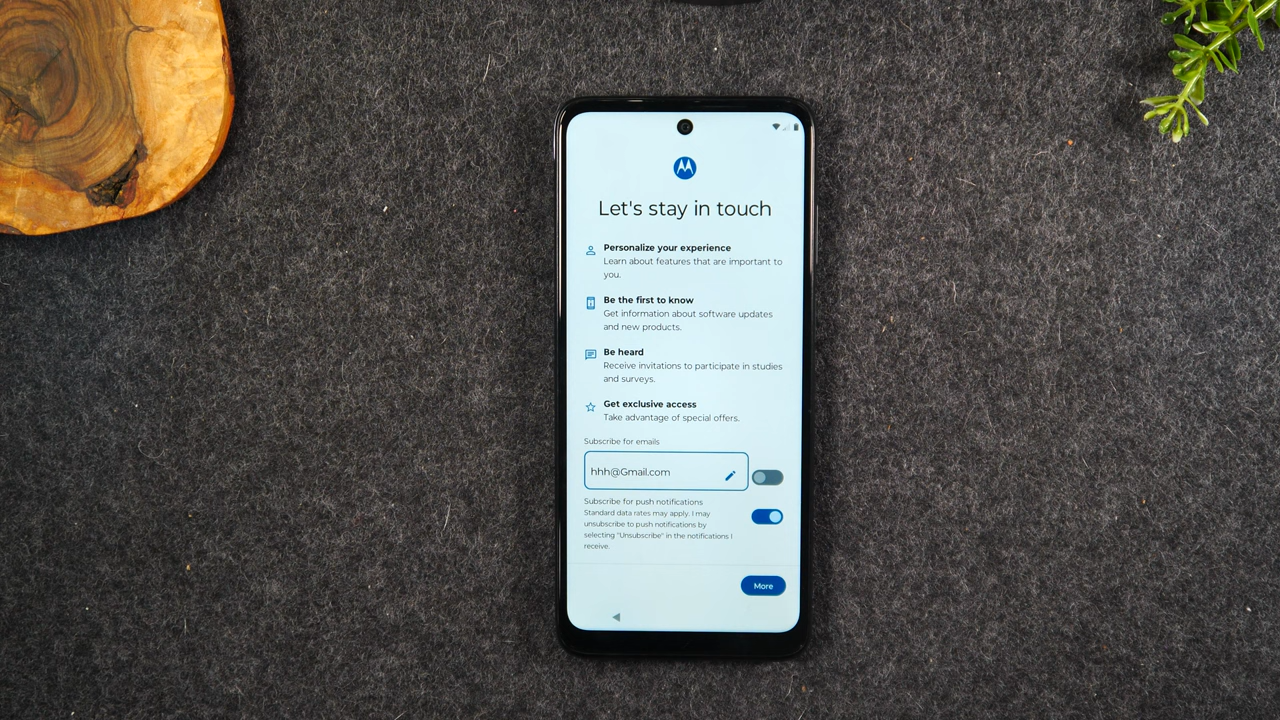 Let's stay in touch
Personalize your experience
Learn about features that are important to
you.
Be the first to know
Get information about software updates
and new products.
Be heard
Receive invitations to participate in studies
and surveys.
Get exclusive access
Take advantage of special offers.
Subscribe for emails
hhh@Gmail.com
Subscribe for push notifications
Standard data rates may apply. I may
unsubscribe to push notifications by
selecting "Unsubscribe" in the notifications I
receive.
More